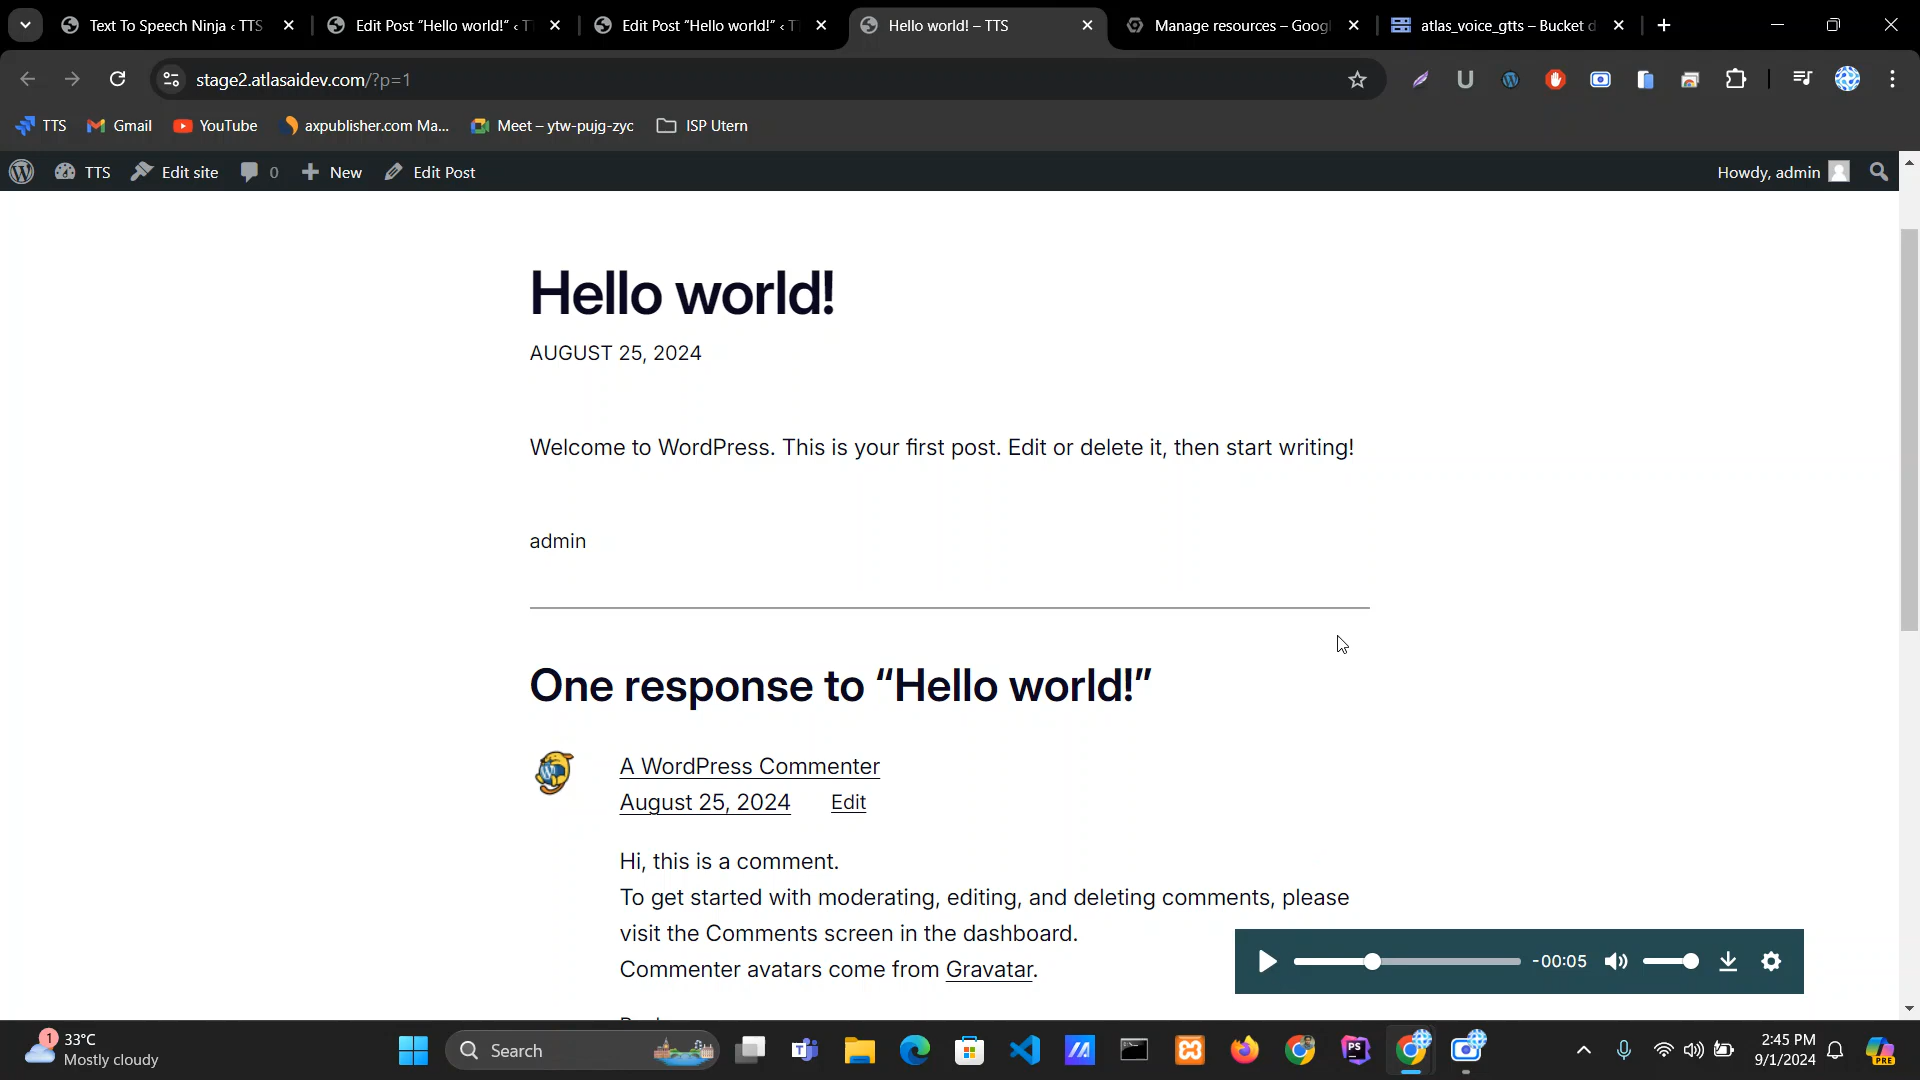 Text To Speech Ninja ‹ TTS
Edit Post "Hello world!" ‹ T
Edit Post "Hello world!" ‹ T
Hello world! – TTS
Manage resources – Googl
atlas_voice_gtts – Bucket d
stage2.atlasaidev.com/?p=1
TTS
Gmail
YouTube
axpublisher.com Ma...
Meet – ytw-pujg-zyc
ISP Utern
TTS
Edit site
0
New
Edit Post
Howdy, admin
Hello world!
AUGUST 25, 2024
Welcome to WordPress. This is your first post. Edit or delete it, then start writing!
admin
One response to “Hello world!”
A WordPress Commenter
August 25, 2024
Edit
Hi, this is a comment.
To get started with moderating, editing, and deleting comments, please
visit the Comments screen in the dashboard.
Commenter avatars come from Gravatar.
-00:05
1
33°C
Mostly cloudy
Search
PS
PRE
2:45 PM
9/1/2024